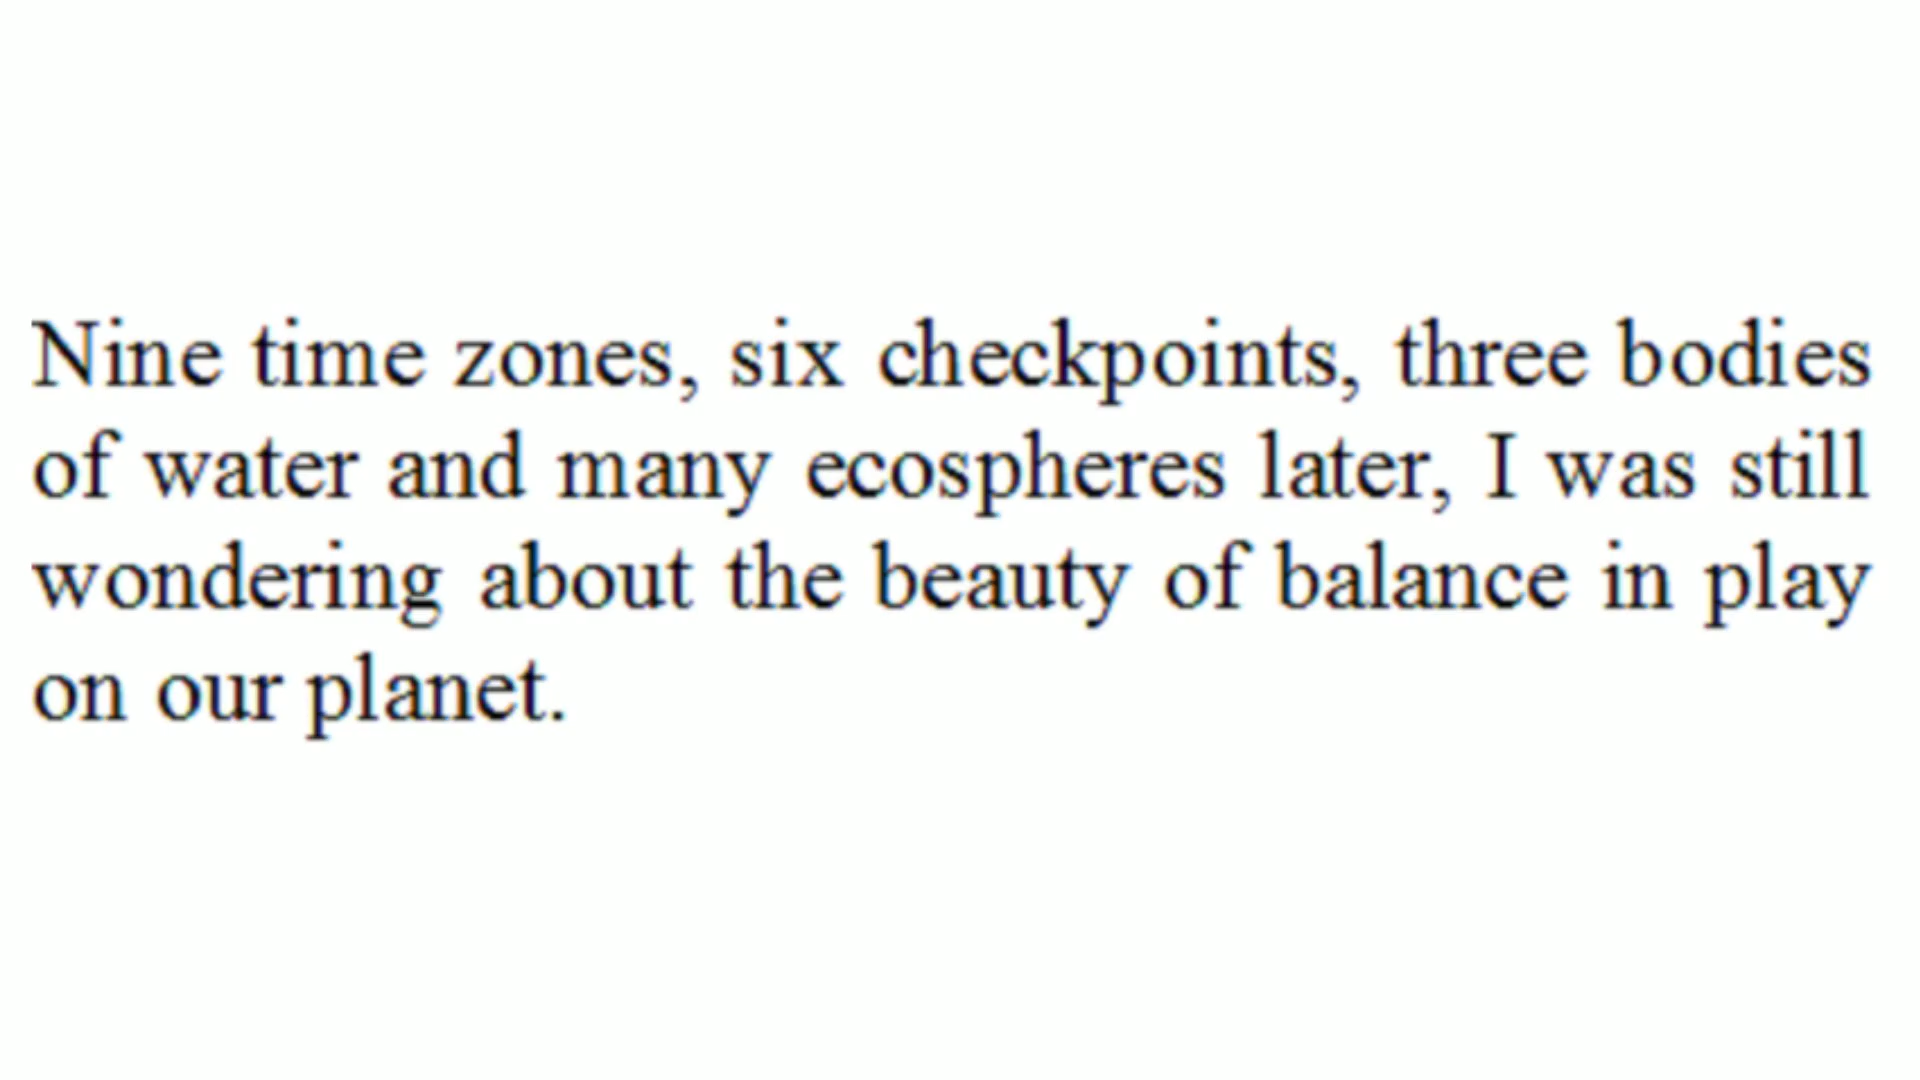 Nine time zones, six checkpoints, three bodies
of water and many ecospheres later, I was still
wondering about the beauty of balance in play
on our planet.